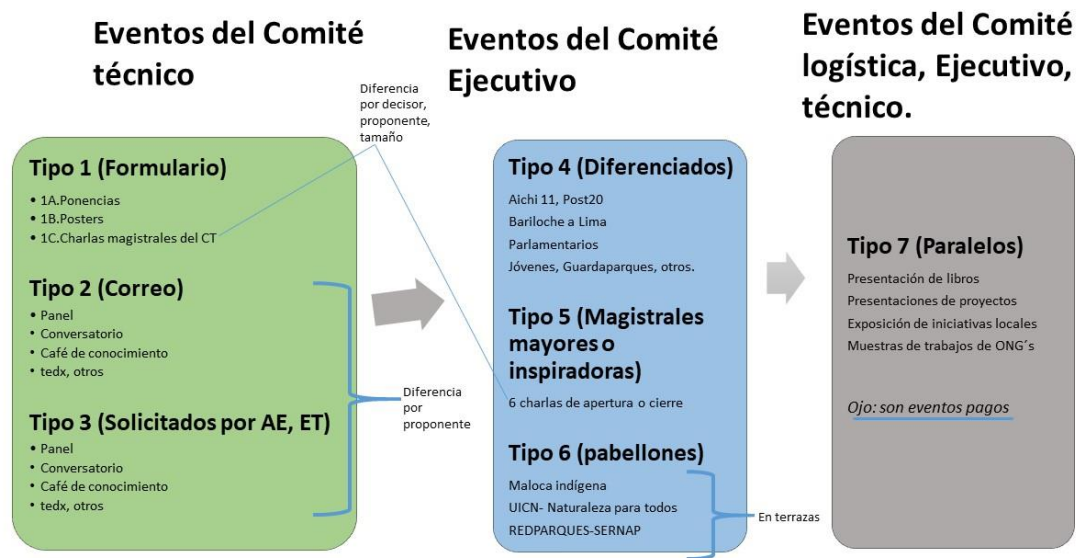 Eventos del Comité
técnico
Tipo 1 (Formulario)
• 1A.Ponencias
• 1B.Posters
• 1C.Charlas magistrales del CT
Tipo 2 (Correo)
• Panel
• Conversatorio
• Café de conocimiento
• tedx, otros
Tipo 3 (Solicitados por AE, ET)
• Panel
• Conversatorio
• Café de conocimiento
• tedx, otros
Diferencia
por decisor,
proponente,
tamaño
Diferencia
por
proponente
Eventos del Comité
Ejecutivo
Tipo 4 (Diferenciados)
Aichi 11, Post20
Bariloche a Lima
Parlamentarios
Jóvenes, Guardaparques, otros.
Tipo 5 (Magistrales
mayores o
inspiradoras)
6 charlas de apertura o cierre
Tipo 6 (pabellones)
Maloca indígena
UICN- Naturaleza para todos
REDPARQUES-SERNAP
En terrazas
Eventos del Comité
logística, Ejecutivo,
técnico.
Tipo 7 (Paralelos)
Presentación de libros
Presentaciones de proyectos
Exposición de iniciativas locales
Muestras de trabajos de ONG´s
Ojo: son eventos pagos